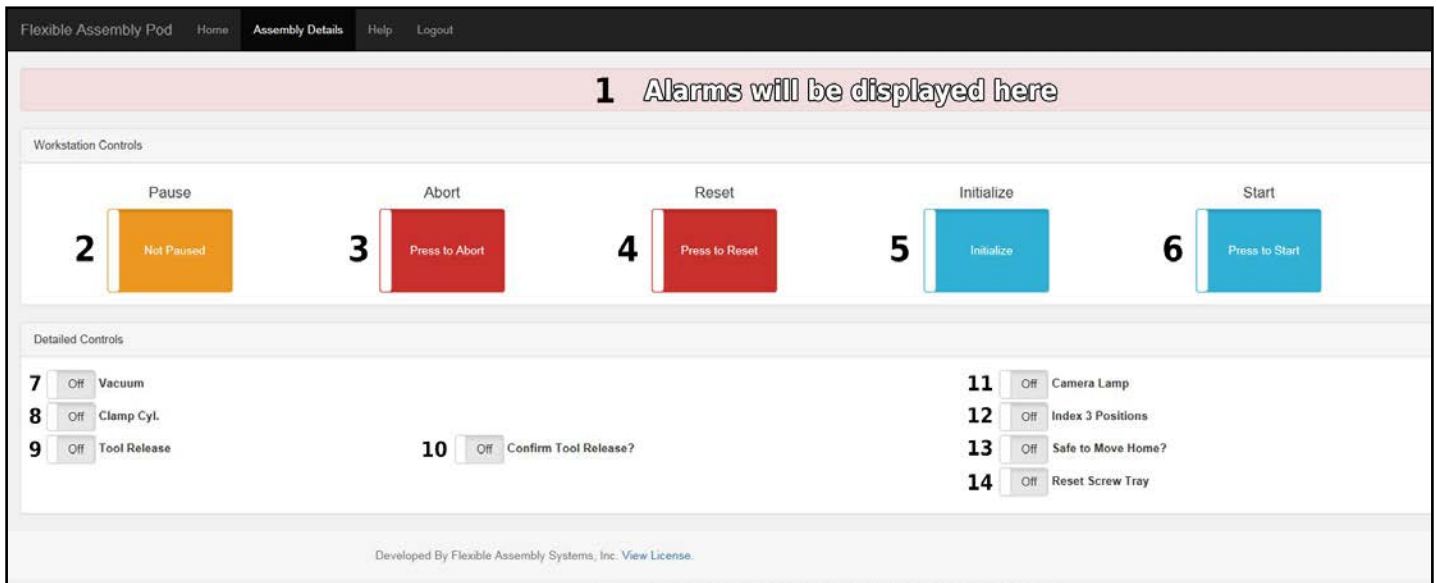 Flexible Assembly Pod Home Assembly Details Help Logout
1 Alarms will be displayed here
Workstation Controls
Pause Abort Reset Initialize Start
2 Not Paused 3 Press to Abort 4 Press to Reset 5 Initialize 6 Press to Start
Detailed Controls
7 Off Vacuum 11 Off Camera Lamp
8 Off Clamp Cyl. 12 Off Index 3 Positions
9 Off Tool Release 10 Off Confirm Tool Release? 13 Off Safe to Move Home?
14 Off Reset Screw Tray
Developed By Flexible Assembly Systems, Inc. View License.